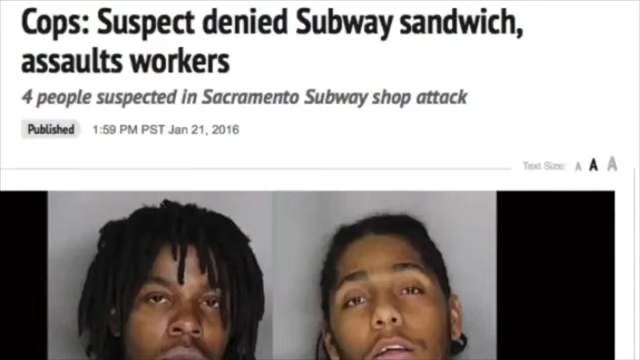 Cops: Suspect denied Subway sandwich,
assaults workers
4 people suspected in Sacramento Subway shop attack
Published 1:59 PM PST Jan 21, 2016
Text Size: A A A